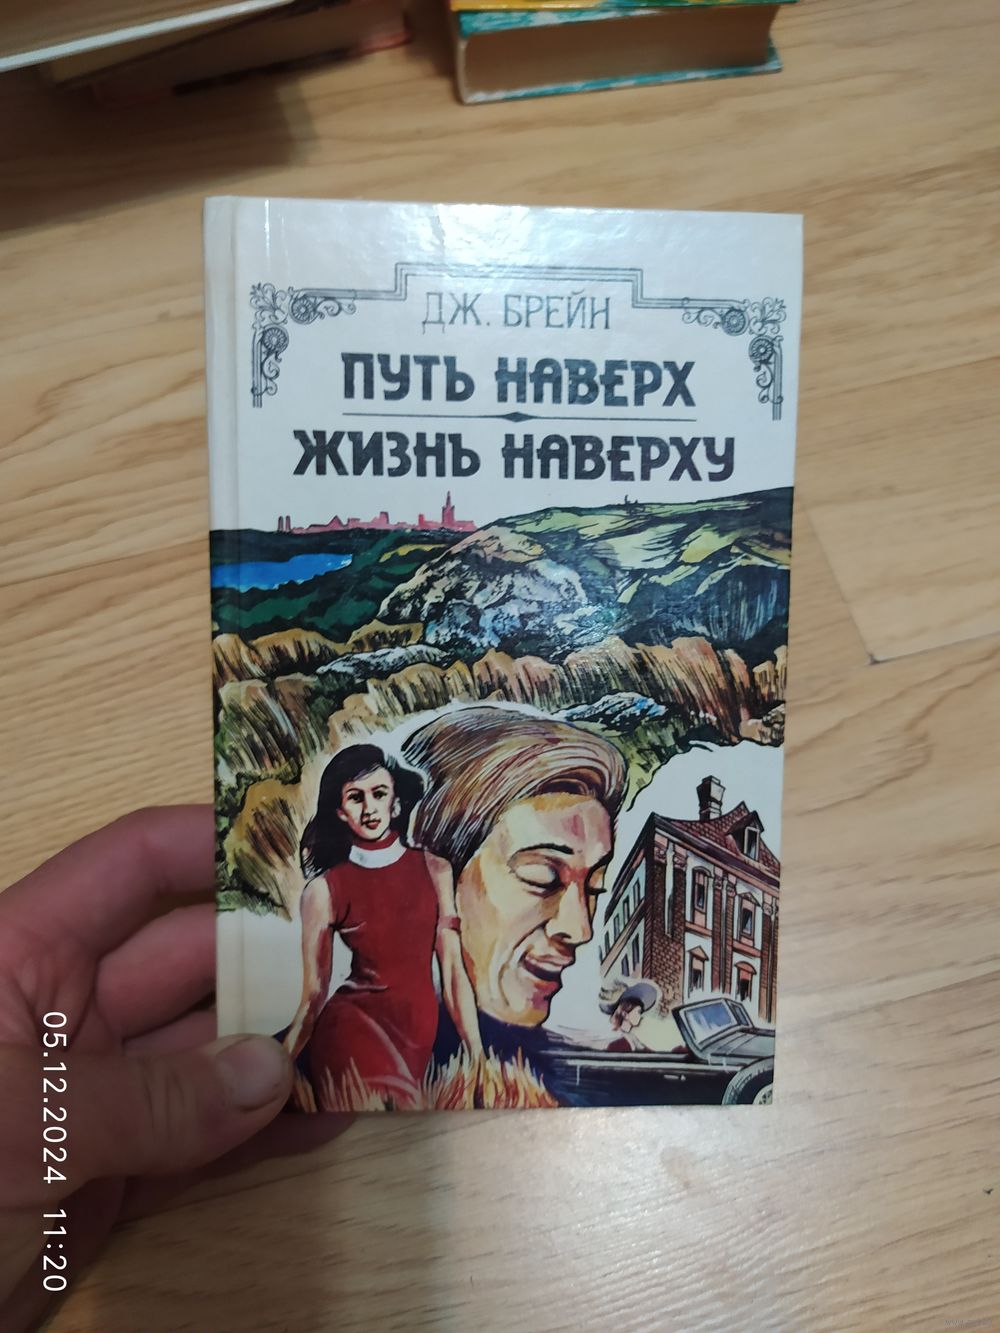 ДЖ. БРЕЙН
ПУТЬ НАВЕРХ
ЖИЗНЬ НАВЕРХУ
05.12.2024 11:20